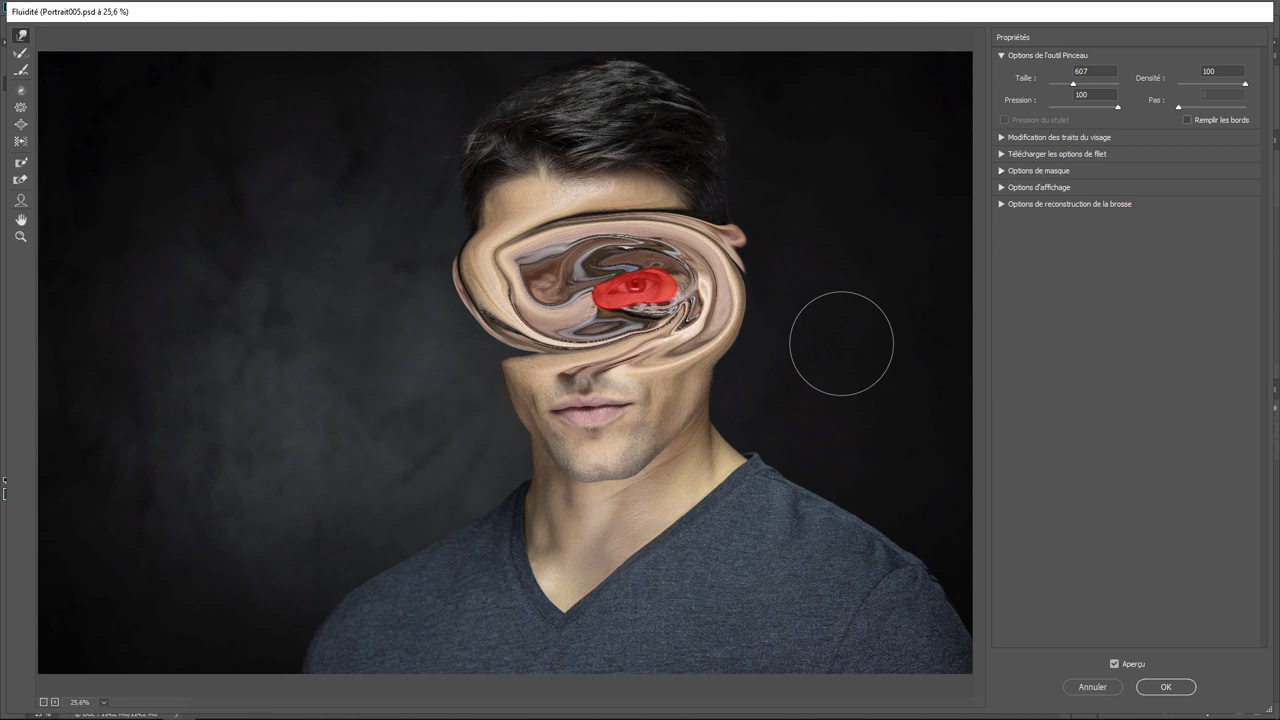 Fluidité (Portrait005.psd à 25,6 %)
Propriétés
Options de l'outil Pinceau
Taille : 607 Densité : 100
Pression : 100 Pas : 0
Pression du stylet Remplir les bords
Modification des traits du visage
Télécharger les options de filet
Options de masque
Options d'affichage
Options de reconstruction de la brosse
Aperçu
Annuler OK
25,6%